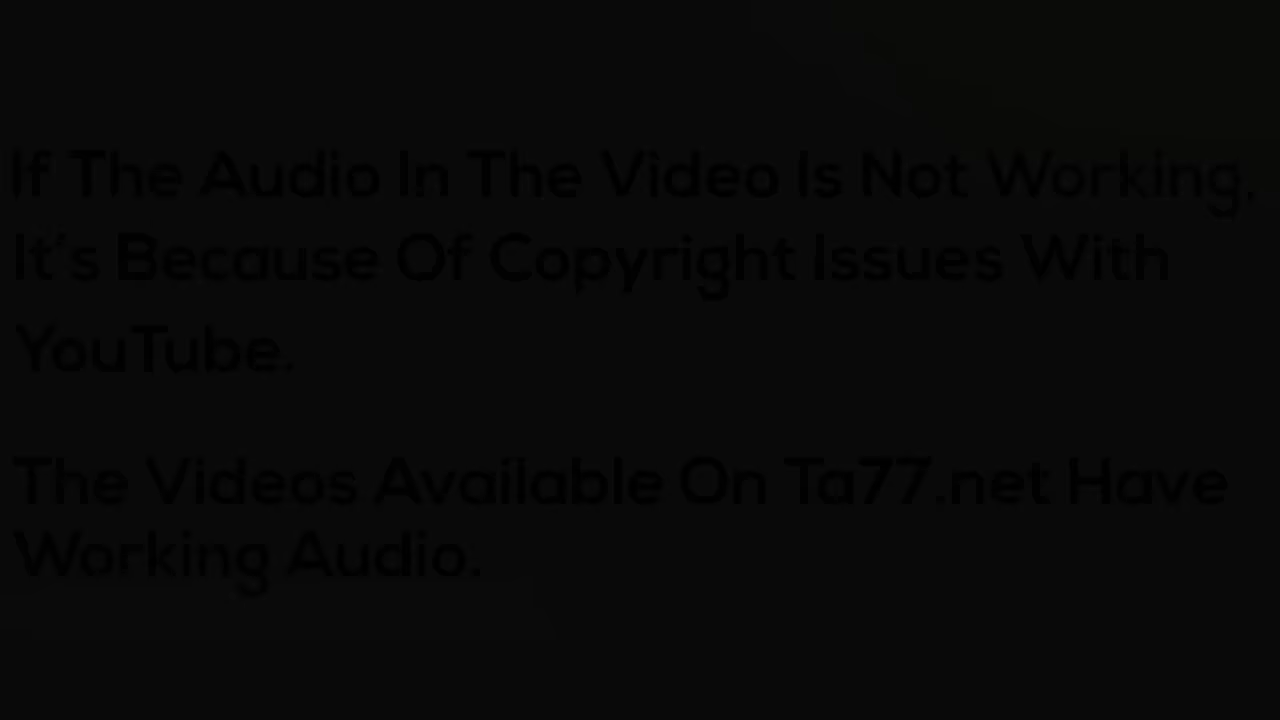 If The Audio In The Video Is Not Working,
It's Because Of Copyright Issues With
YouTube.
The Videos Available On Ta77.net Have
Working Audio.